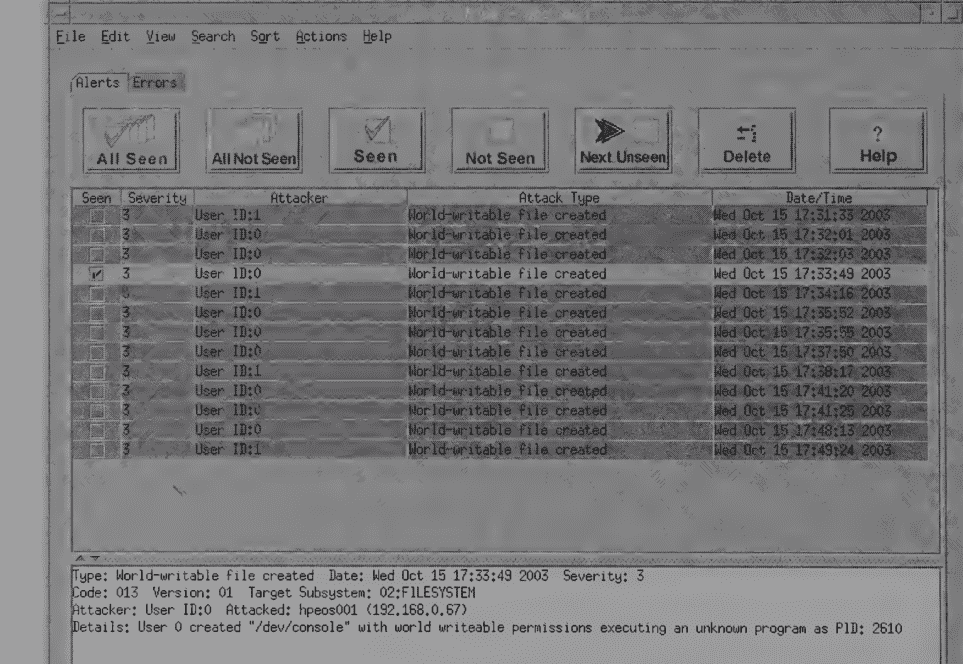 File Edit View Search Sort Actions Help
Alerts Errors
All Seen All Not Seen Seen Not Seen Next Unseen Delete ? Help
Seen Severity Attacker Attack Type Date/Time
3 User ID:1 World-writable file created Wed Oct 15 17:31:33 2003
3 User ID:0 World-writable file created Wed Oct 15 17:32:01 2003
3 User ID:0 World-writable file created Wed Oct 15 17:32:03 2003
3 User ID:0 World-writable file created Wed Oct 15 17:33:49 2003
3 User ID:1 World-writable file created Wed Oct 15 17:34:16 2003
3 User ID:0 World-writable file created Wed Oct 15 17:35:52 2003
3 User ID:0 World-writable file created Wed Oct 15 17:35:55 2003
3 User ID:0 World-writable file created Wed Oct 15 17:37:50 2003
3 User ID:1 World-writable file created Wed Oct 15 17:38:17 2003
3 User ID:0 World-writable file created Wed Oct 15 17:41:20 2003
3 User ID:0 World-writable file created Wed Oct 15 17:41:25 2003
3 User ID:0 World-writable file created Wed Oct 15 17:48:13 2003
3 User ID:1 World-writable file created Wed Oct 15 17:49:24 2003
Type: World-writable file created Date: Wed Oct 15 17:33:49 2003 Severity: 3
Code: 013 Version: 01 Target Subsystem: 02:FILESYSTEM
Attacker: User ID:0 Attacked: hpeos001 (192.168.0.67)
Details: User 0 created "/dev/console" with world writeable permissions executing an unknown program as PID: 2610